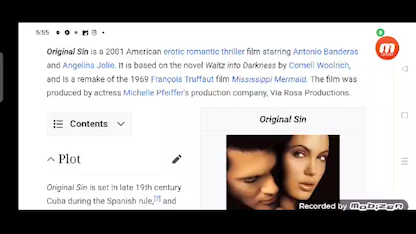 5:55
Original Sin is a 2001 American erotic romantic thriller film starring Antonio Banderas
and Angelina Jolie. It is based on the novel Waltz into Darkness by Cornell Woolrich,
and is a remake of the 1969 François Truffaut film Mississippi Mermaid. The film was
produced by actress Michelle Pfeiffer's production company, Via Rosa Productions.
Contents
Original Sin
Plot
Original Sin is set in late 19th century
Cuba during the Spanish rule,[7] and
Recorded by mobizen